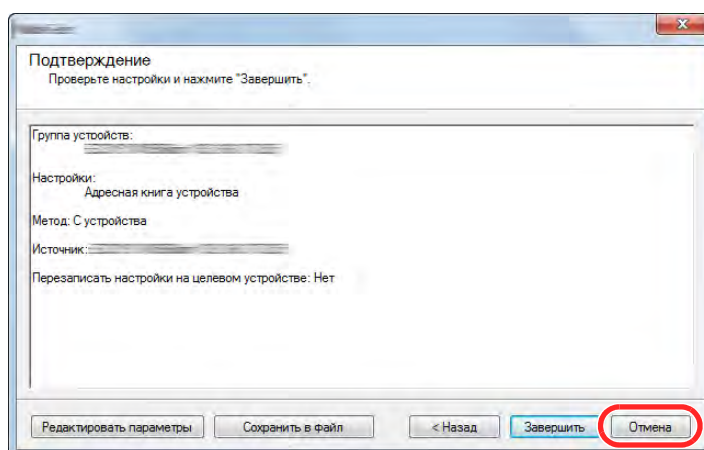 Подтверждение
Проверьте настройки и нажмите "Завершить".
Группа устройств:
Настройки:
Адресная книга устройства
Метод: С устройства
Источник:
Перезаписать настройки на целевом устройстве: Нет
Редактировать параметры Сохранить в файл < Назад Завершить Отмена